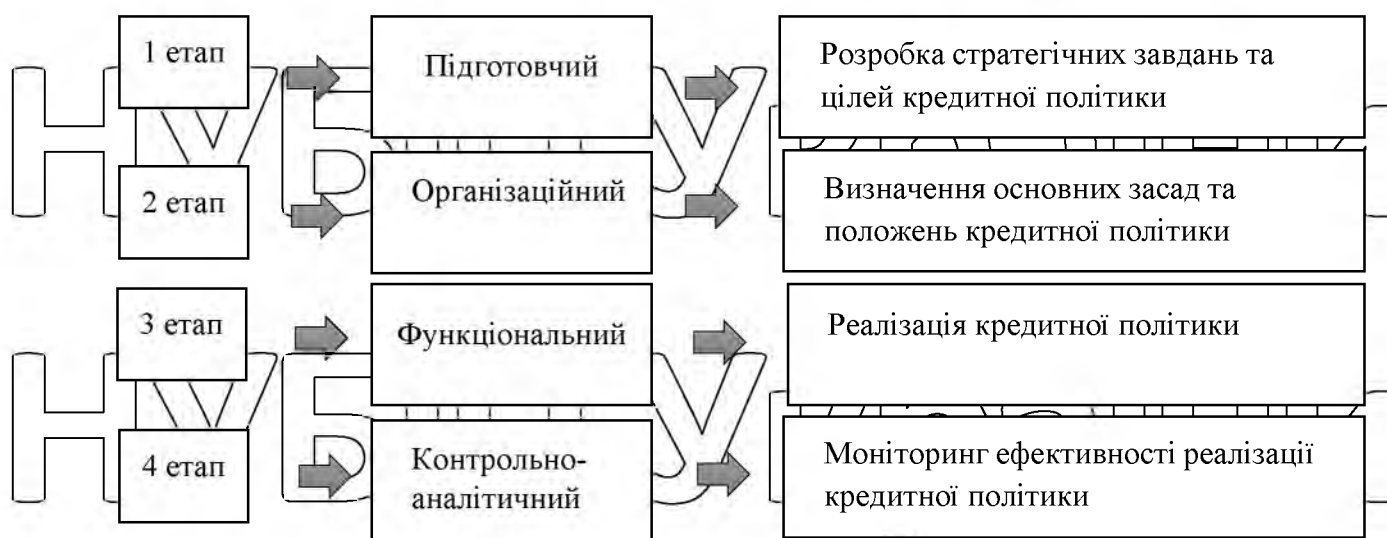 1 етап
Підготовчий
Розробка стратегічних завдань та
цілей кредитної політики
2 етап
Організаційний
Визначення основних засад та
положень кредитної політики
3 етап
Функціональний
Реалізація кредитної політики
4 етап
Контрольно-
аналітичний
Моніторинг ефективності реалізації
кредитної політики